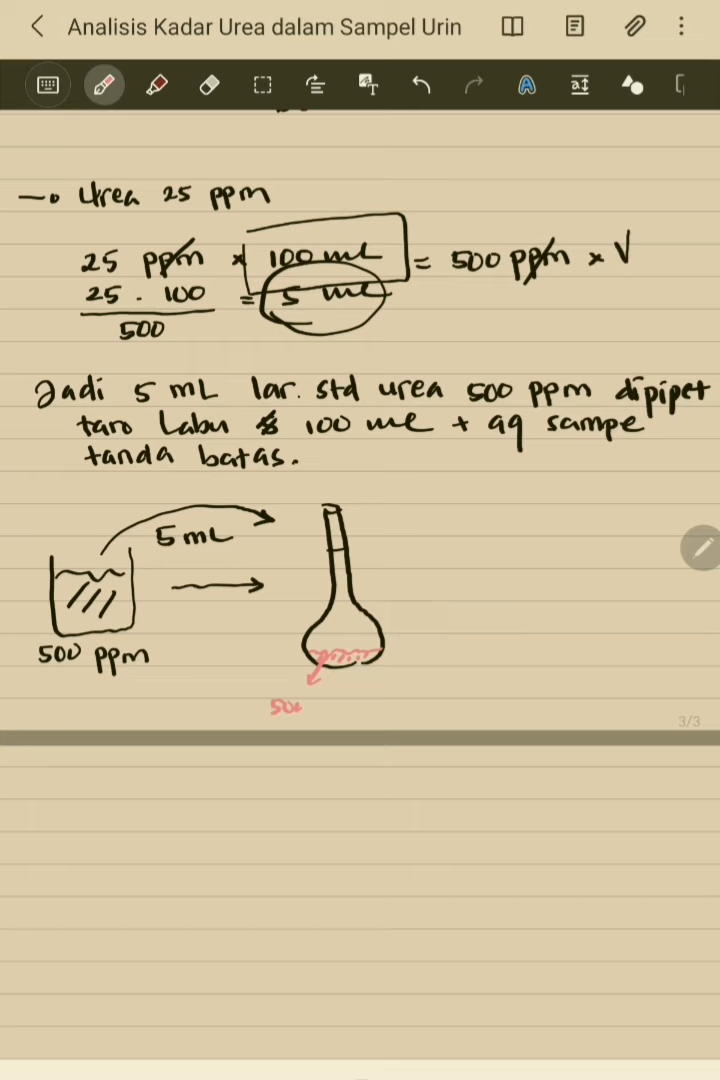 Analisis Kadar Urea dalam Sampel Urin
Urea 25 ppm
25 ppm × 100 mL = 500 ppm × V
25 . 100 = 5 mL
500
Jadi 5 mL lar. std urea 500 ppm dipipet
taro Labu 100 mL + aq sampe
tanda batas.
5 mL
500 ppm
500
3/3